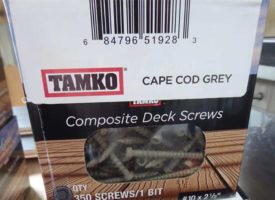 6 84796 51928 3
TAMKO CAPE COD GREY
TAMKO
Composite Deck Screws
QTY
350 SCREWS/1 BIT
#10 x 2½"